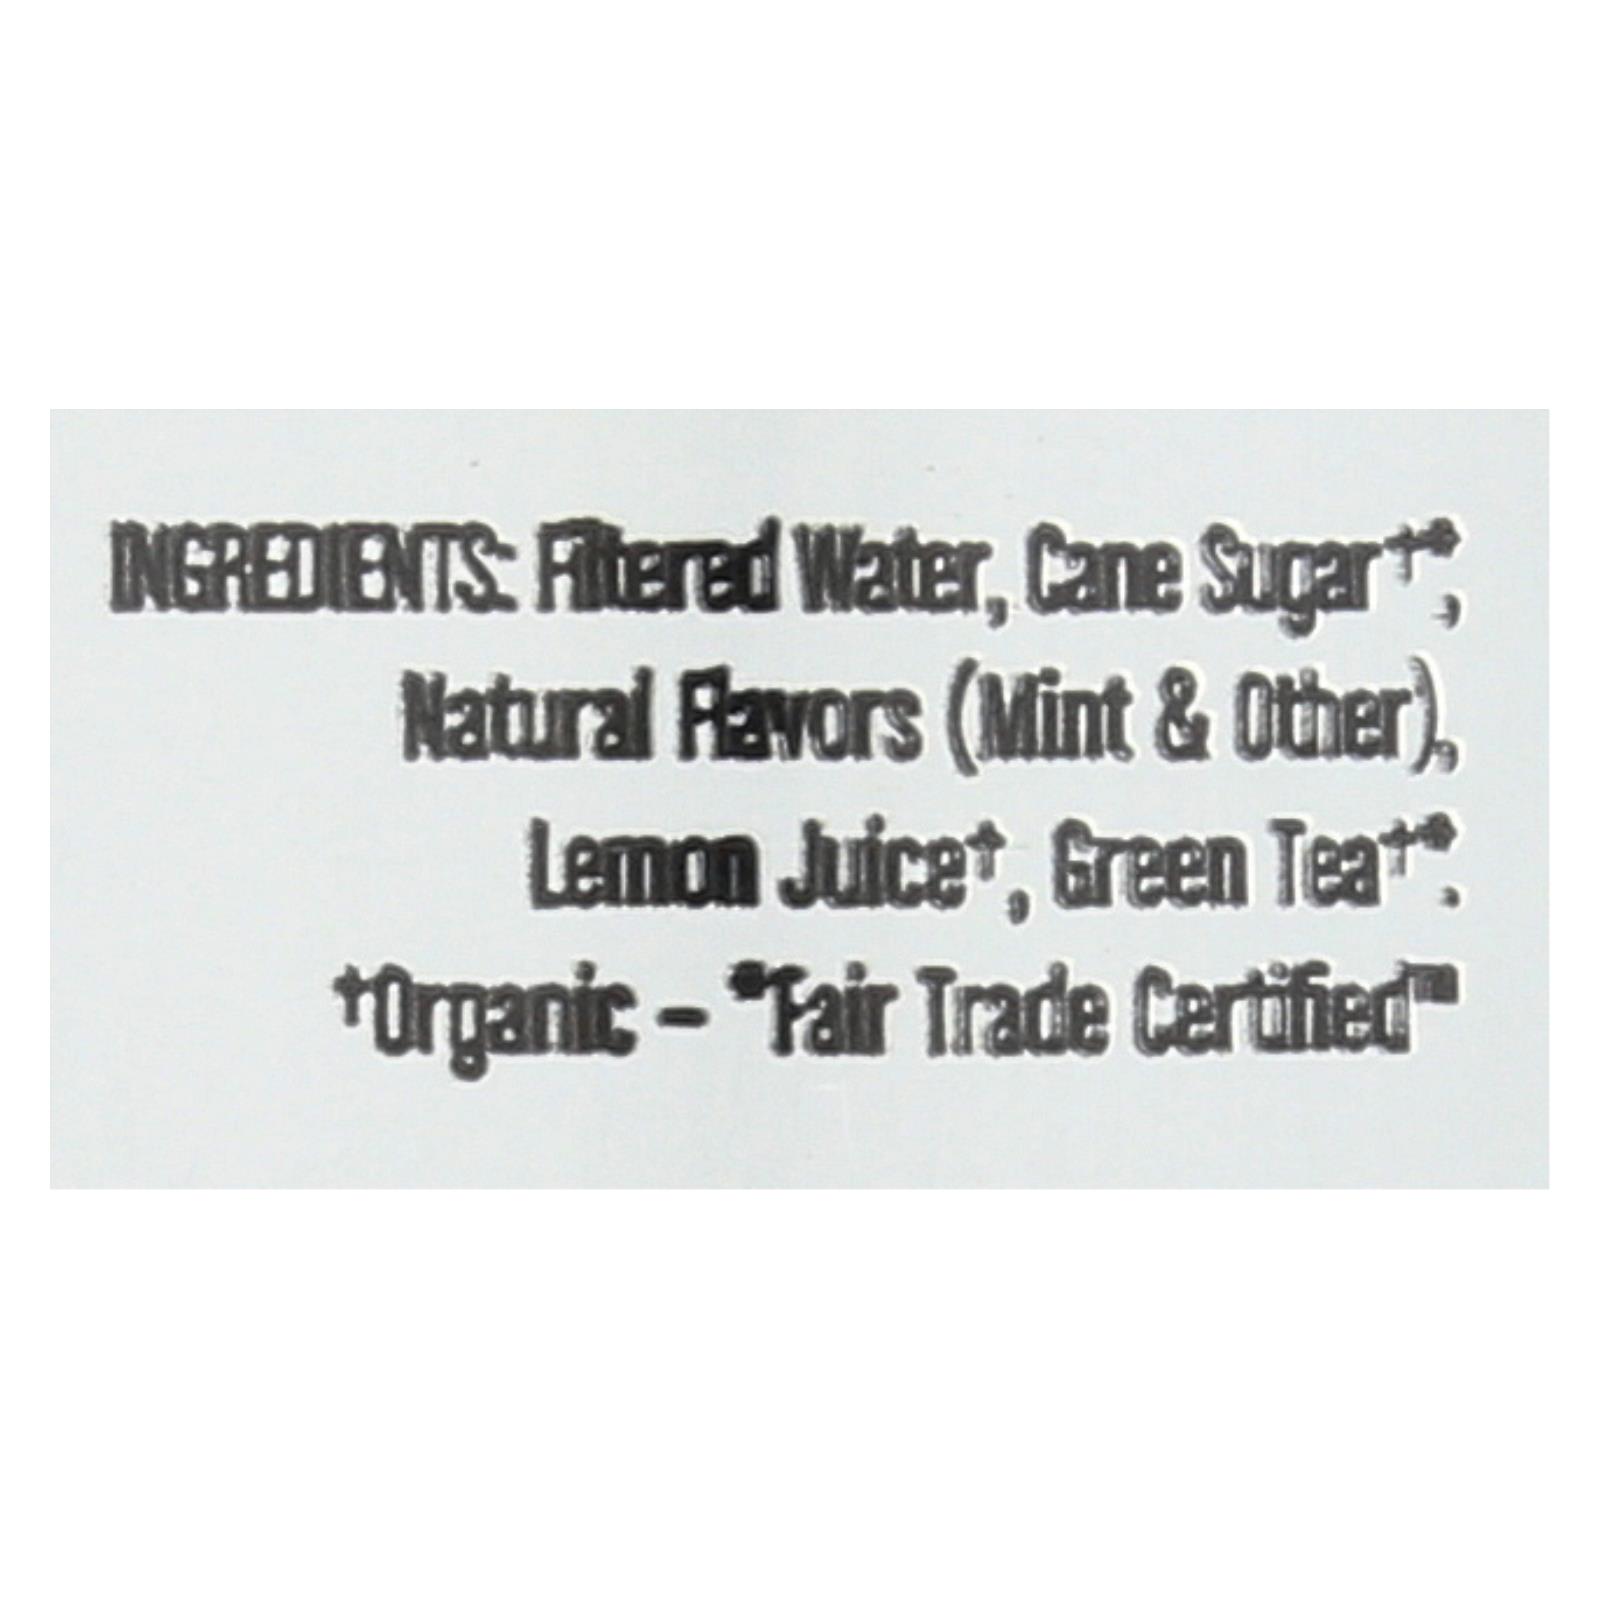 INGREDIENTS: Filtered Water, Cane Sugar†*,
Natural Flavors (Mint & Other),
Lemon Juice†, Green Tea†*.
†Organic – *Fair Trade Certified™